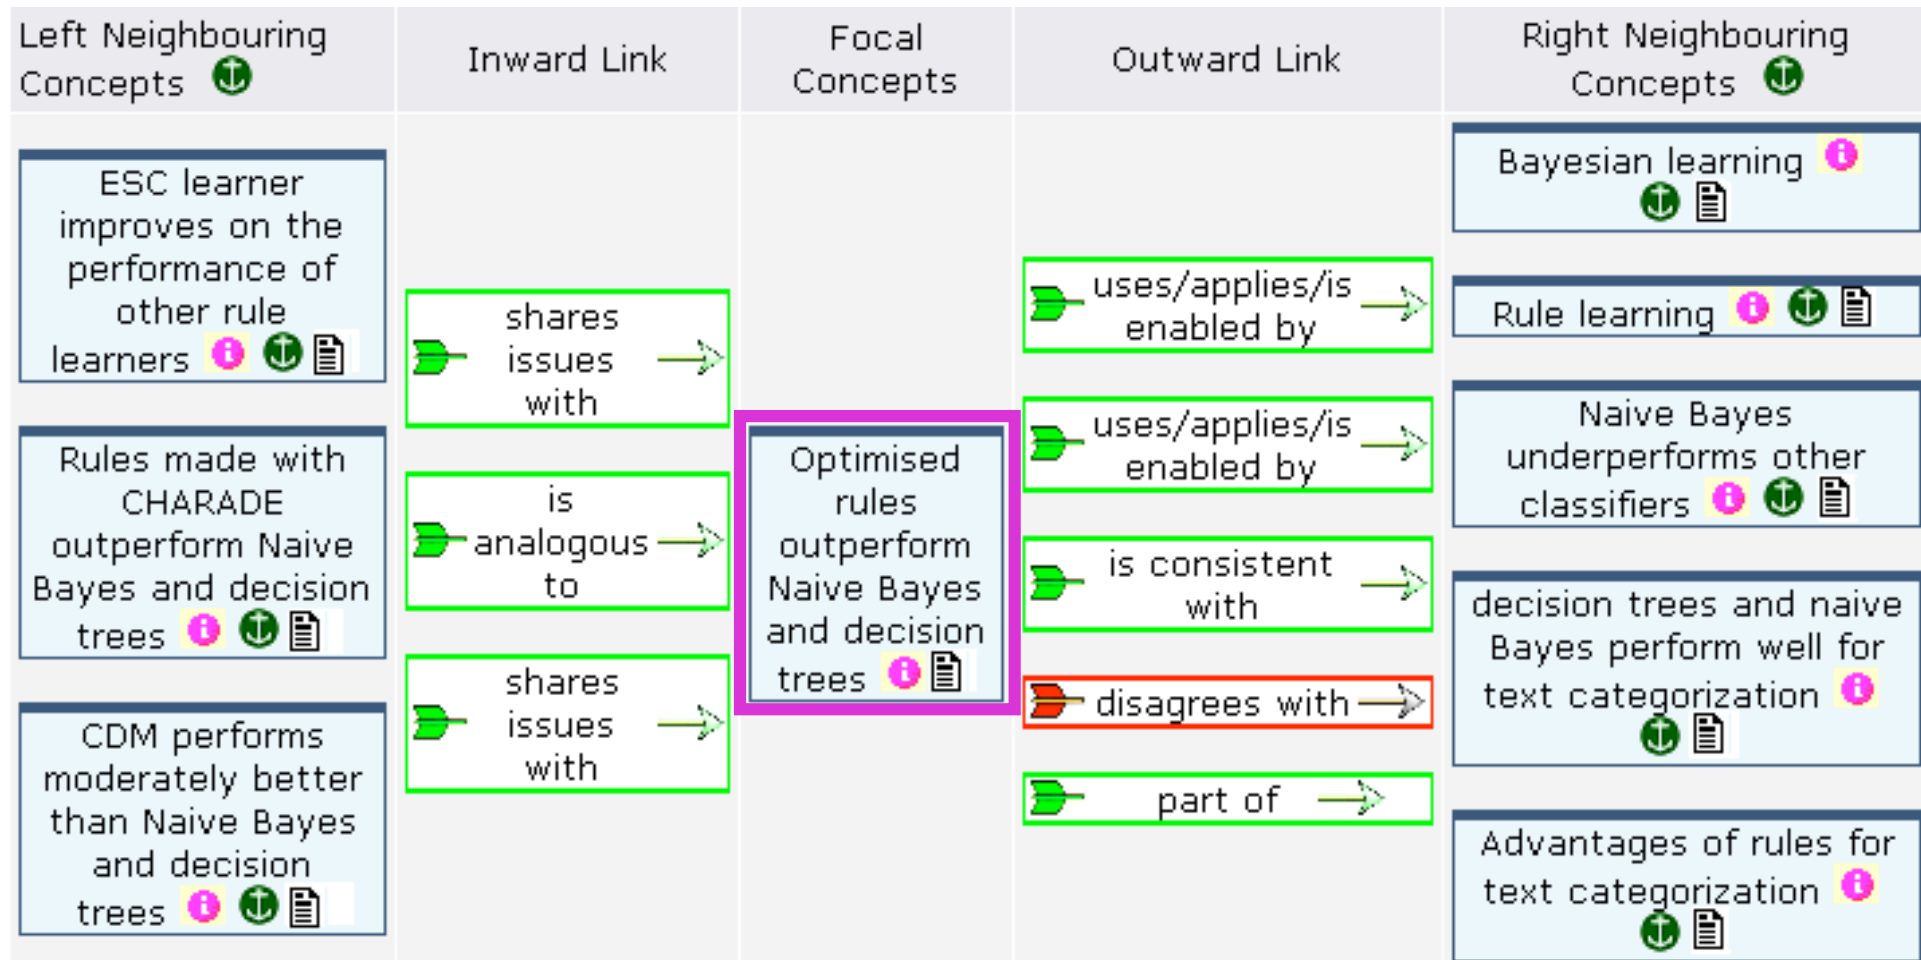 Left Neighbouring
Concepts
Inward Link
Focal
Concepts
Outward Link
Right Neighbouring
Concepts
ESC learner
improves on the
performance of
other rule
learners
Rules made with
CHARADE
outperform Naive
Bayes and decision
trees
CDM performs
moderately better
than Naive Bayes
and decision
trees
shares
issues
with
is
analogous
to
shares
issues
with
Optimised
rules
outperform
Naive Bayes
and decision
trees
uses/applies/is
enabled by
uses/applies/is
enabled by
is consistent
with
disagrees with
part of
Bayesian learning
Rule learning
Naive Bayes
underperforms other
classifiers
decision trees and naive
Bayes perform well for
text categorization
Advantages of rules for
text categorization